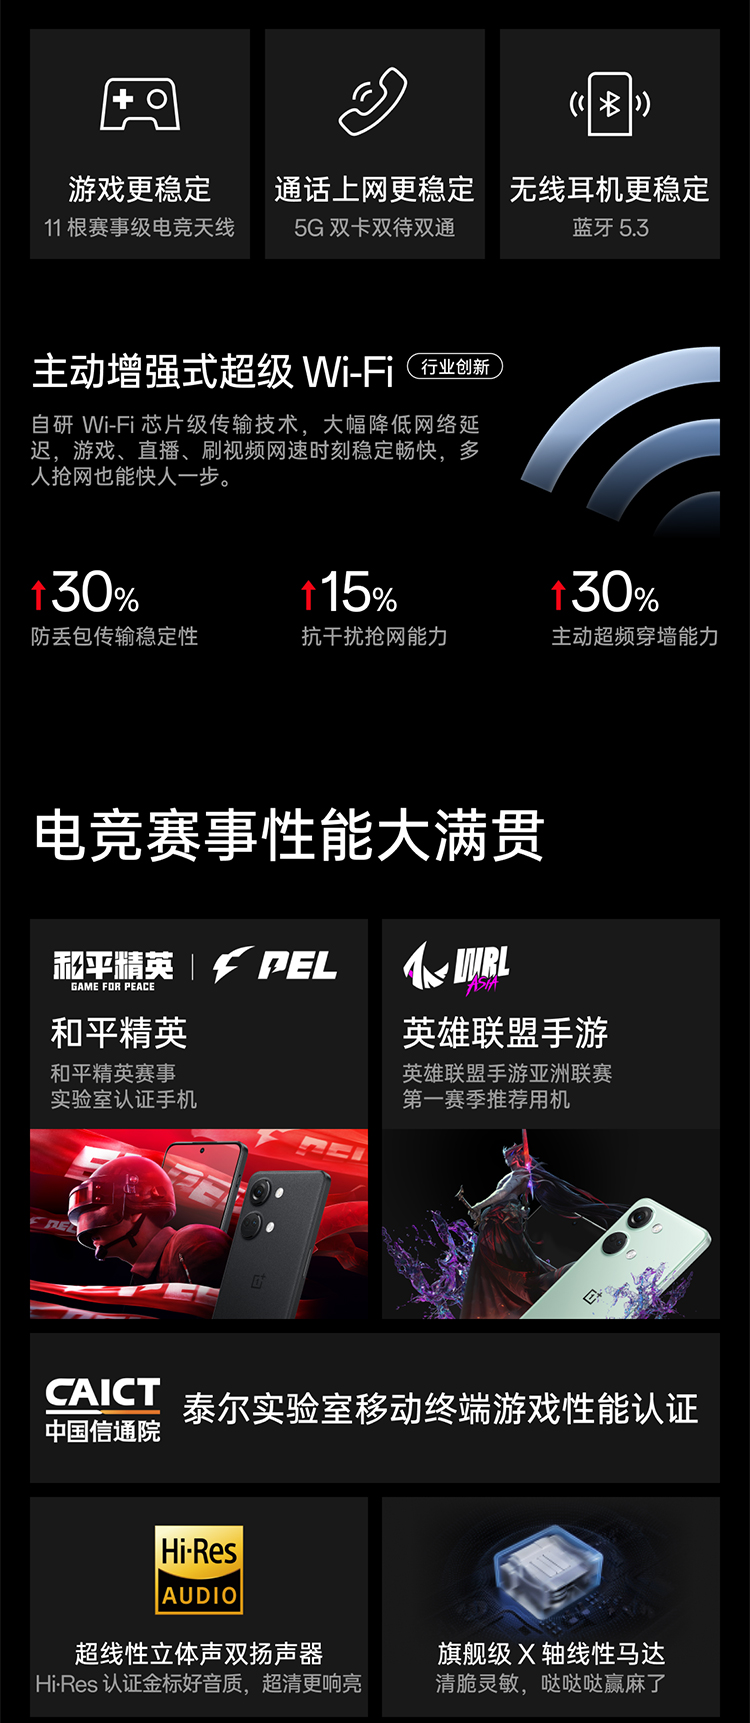 游戏更稳定
11 根赛事级电竞天线
通话上网更稳定
5G 双卡双待双通
无线耳机更稳定
蓝牙 5.3
主动增强式超级 Wi-Fi
行业创新
自研 Wi-Fi 芯片级传输技术，大幅降低网络延
迟，游戏、直播、刷视频网速时刻稳定畅快，多
人抢网也能快人一步。
30%
防丢包传输稳定性
15%
抗干扰抢网能力
30%
主动超频穿墙能力
电竞赛事性能大满贯
和平精英
GAME FOR PEACE
PEL
和平精英
和平精英赛事
实验室认证手机
WRL
ASIA
英雄联盟手游
英雄联盟手游亚洲联赛
第一赛季推荐用机
PEL
CAICT
中国信通院
泰尔实验室移动终端游戏性能认证
Hi-Res
AUDIO
超线性立体声双扬声器
Hi-Res 认证金标好音质，超清更响亮
旗舰级 X 轴线性马达
清脆灵敏，哒哒哒赢麻了